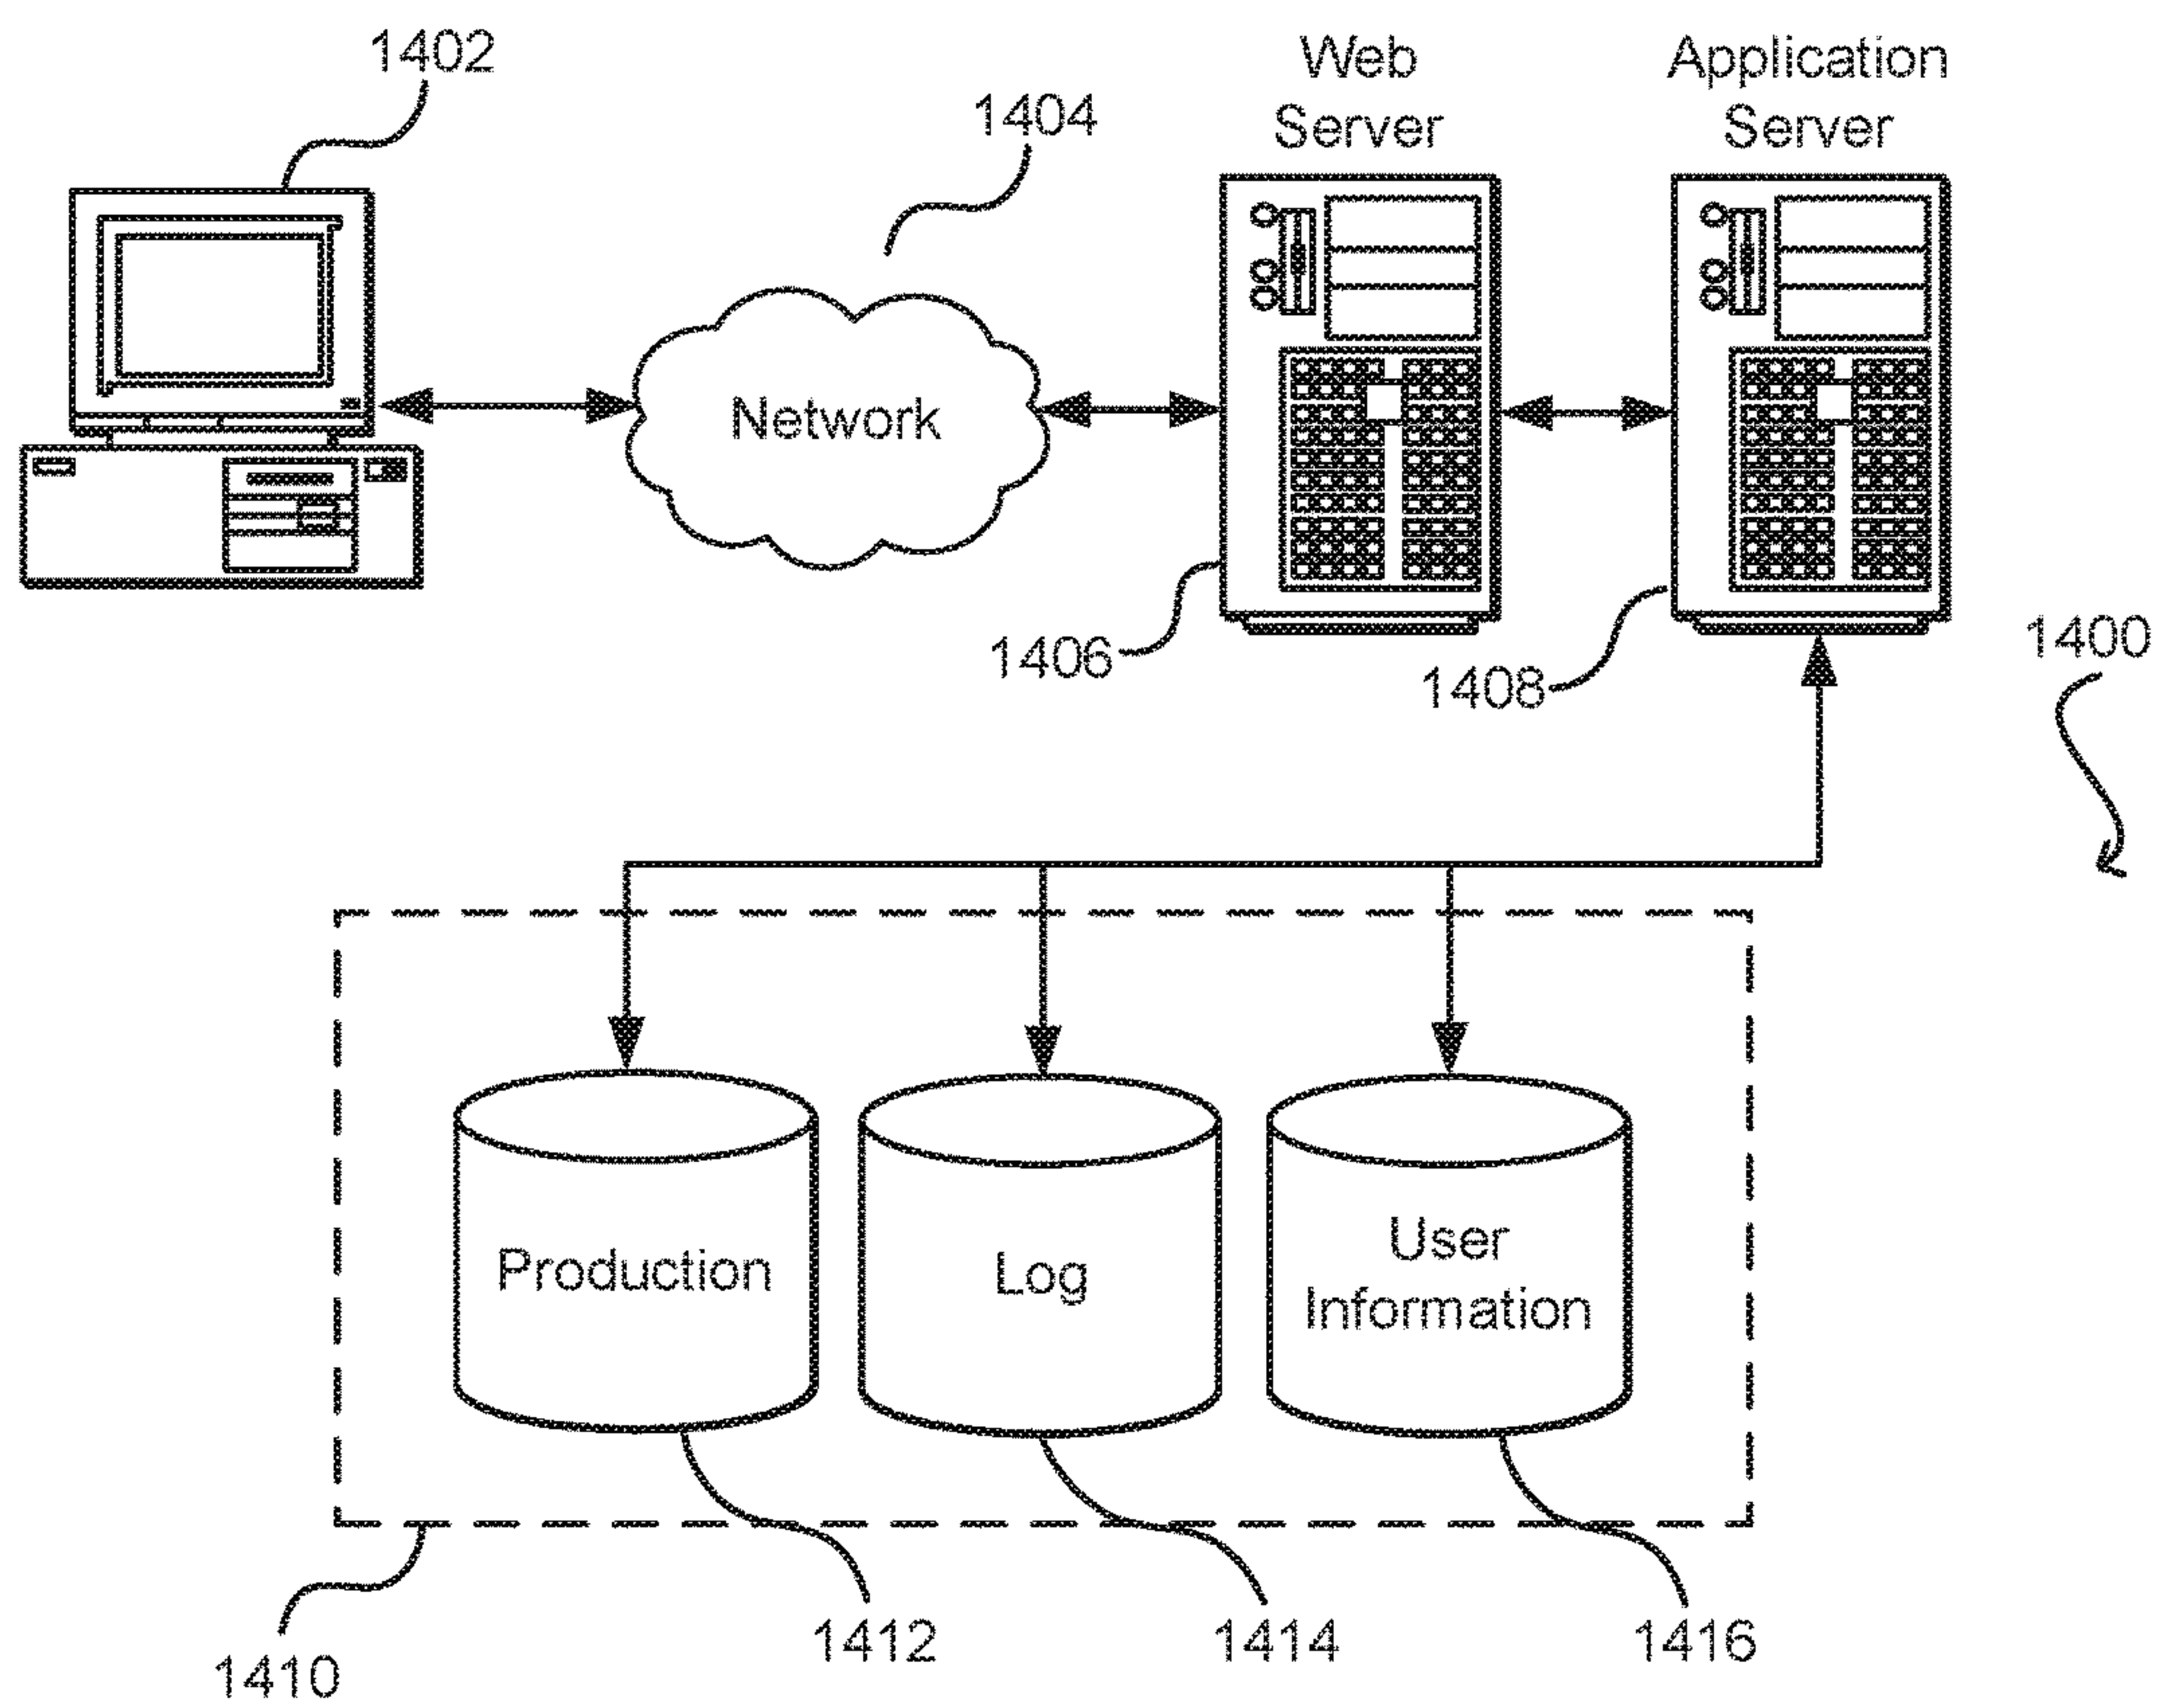 1402
1404
Web
Server
Application
Server
Network
1406
1408
1400
Production
Log
User
Information
1410
1412
1414
1416